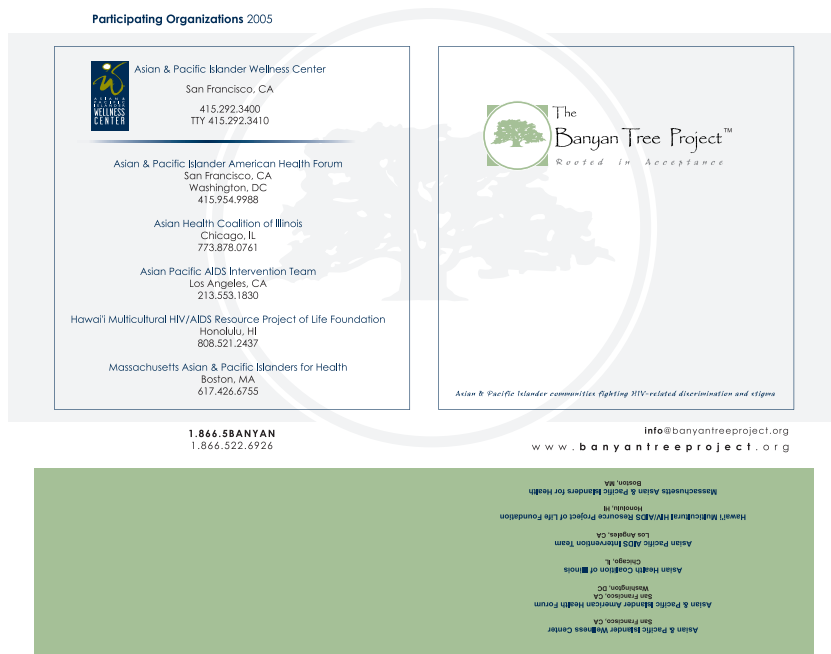 Participating Organizations 2005
ASIAN & PACIFIC ISLANDER WELLNESS CENTER
Asian & Pacific Islander Wellness Center
San Francisco, CA
415.292.3400
TTY 415.292.3410
Asian & Pacific Islander American Health Forum
San Francisco, CA
Washington, DC
415.954.9988
Asian Health Coalition of Illinois
Chicago, IL
773.878.0761
Asian Pacific AIDS Intervention Team
Los Angeles, CA
213.553.1830
Hawai'i Multicultural HIV/AIDS Resource Project of Life Foundation
Honolulu, HI
808.521.2437
Massachusetts Asian & Pacific Islanders for Health
Boston, MA
617.426.6755
1.866.5BANYAN
1.866.522.6926
The
Banyan Tree Project™
Rooted in Acceptance
Asian & Pacific Islander communities fighting HIV-related discrimination and stigma
info@banyantreeproject.org
www.banyantreeproject.org
Asian & Pacific Islander Wellness Center
San Francisco, CA
Asian & Pacific Islander American Health Forum
San Francisco, CA
Washington, DC
Asian Health Coalition of Illinois
Chicago, IL
Asian Pacific AIDS Intervention Team
Los Angeles, CA
Hawai'i Multicultural HIV/AIDS Resource Project of Life Foundation
Honolulu, HI
Massachusetts Asian & Pacific Islanders for Health
Boston, MA